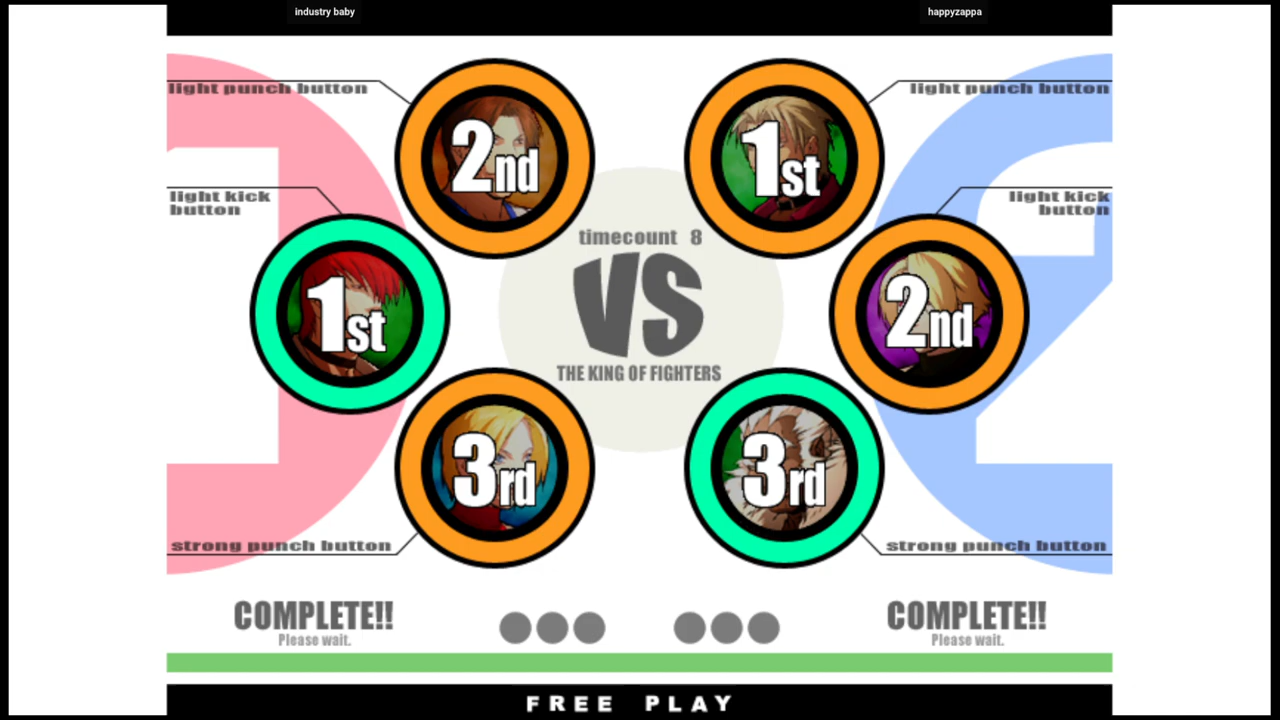 industry baby
happyzappa
light punch button
light punch button
2nd
1st
light kick
button
light kick
button
timecount 8
VS
1st
2nd
THE KING OF FIGHTERS
3rd
3rd
strong punch button
strong punch button
COMPLETE!!
Please wait.
COMPLETE!!
Please wait.
FREE PLAY
1
2